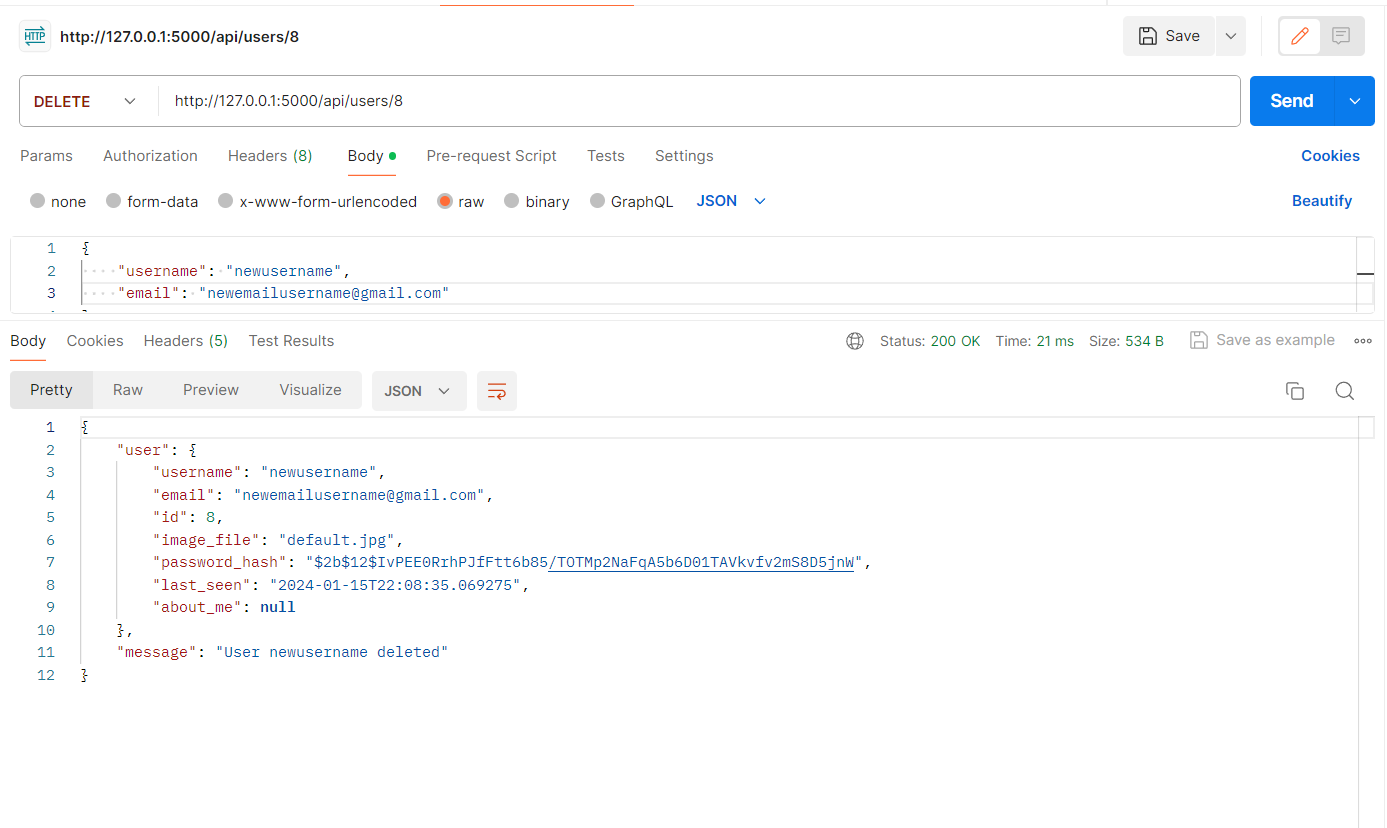 HTTP http://127.0.0.1:5000/api/users/8 Save
DELETE http://127.0.0.1:5000/api/users/8 Send
Params Authorization Headers (8) Body Pre-request Script Tests Settings Cookies
none form-data x-www-form-urlencoded raw binary GraphQL JSON Beautify
1 {
2 "username": "newusername",
3 "email": "newemailusername@gmail.com"
Body Cookies Headers (5) Test Results Status: 200 OK Time: 21 ms Size: 534 B Save as example
Pretty Raw Preview Visualize JSON
1 {
2 "user": {
3 "username": "newusername",
4 "email": "newemailusername@gmail.com",
5 "id": 8,
6 "image_file": "default.jpg",
7 "password_hash": "$2b$12$IvPEE0RrhPJfFtt6b85/TOTMp2NaFqA5b6D01TAVkvfv2mS8D5jnW",
8 "last_seen": "2024-01-15T22:08:35.069275",
9 "about_me": null
10 },
11 "message": "User newusername deleted"
12 }